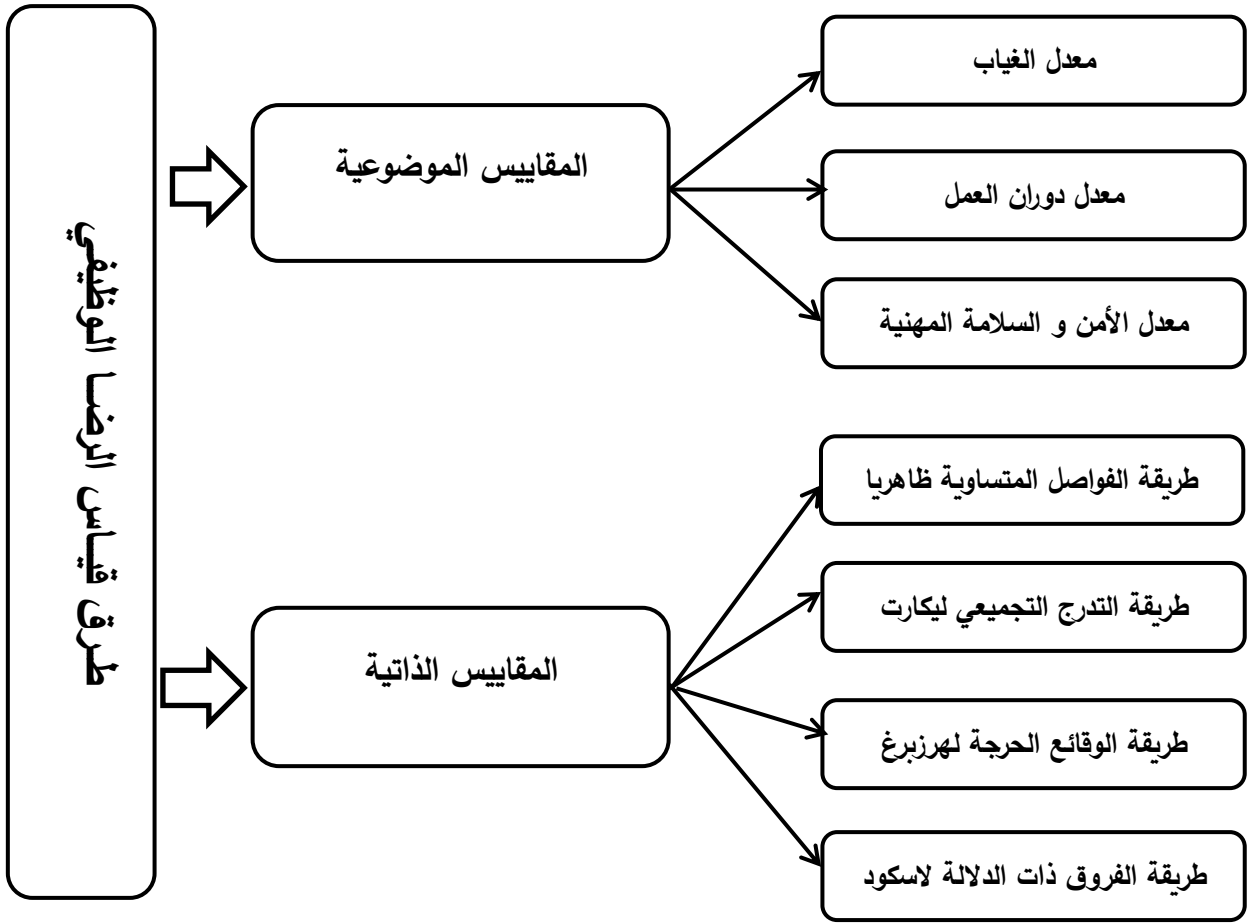 طرق قياس الرضا الوظيفي
المقاييس الموضوعية
معدل الغياب
معدل دوران العمل
معدل الأمن و السلامة المهنية
المقاييس الذاتية
طريقة الفواصل المتساوية ظاهريا
طريقة التدرج التجميعي ليكارت
طريقة الوقائع الحرجة لهرزبرغ
طريقة الفروق ذات الدلالة لاسكود